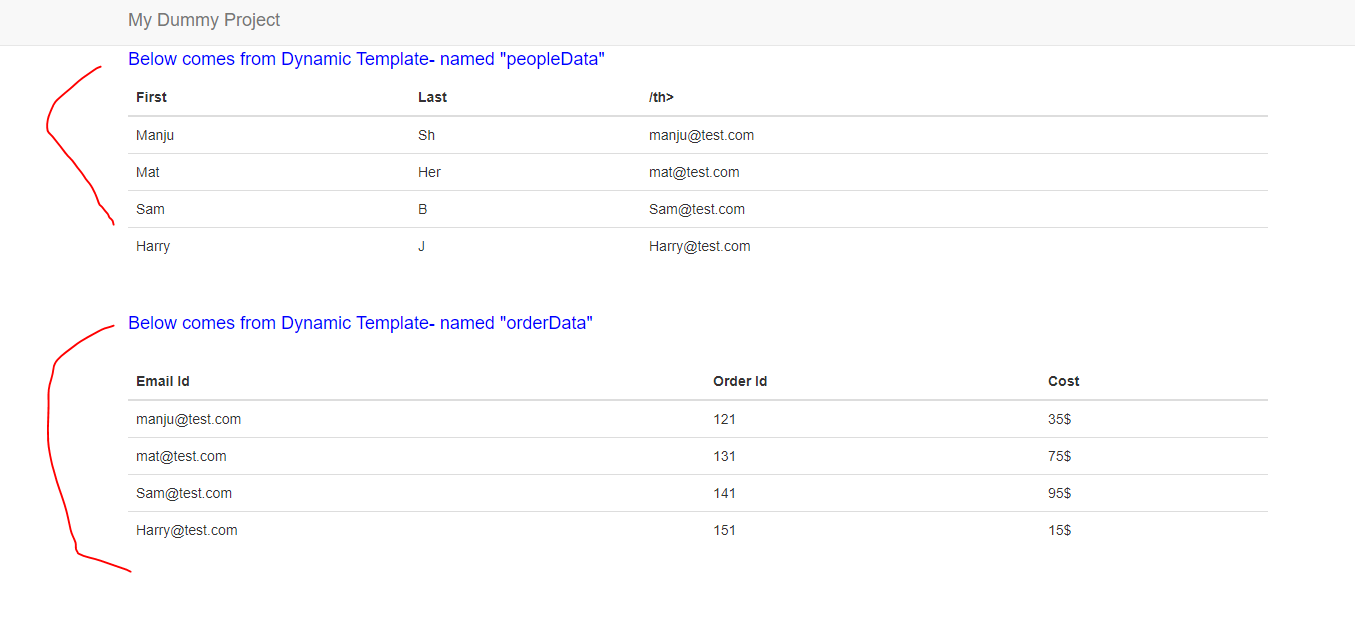 My Dummy Project
Below comes from Dynamic Template- named "peopleData"
First Last /th>
Manju Sh manju@test.com
Mat Her mat@test.com
Sam B Sam@test.com
Harry J Harry@test.com
Below comes from Dynamic Template- named "orderData"
Email Id Order Id Cost
manju@test.com 121 35$
mat@test.com 131 75$
Sam@test.com 141 95$
Harry@test.com 151 15$